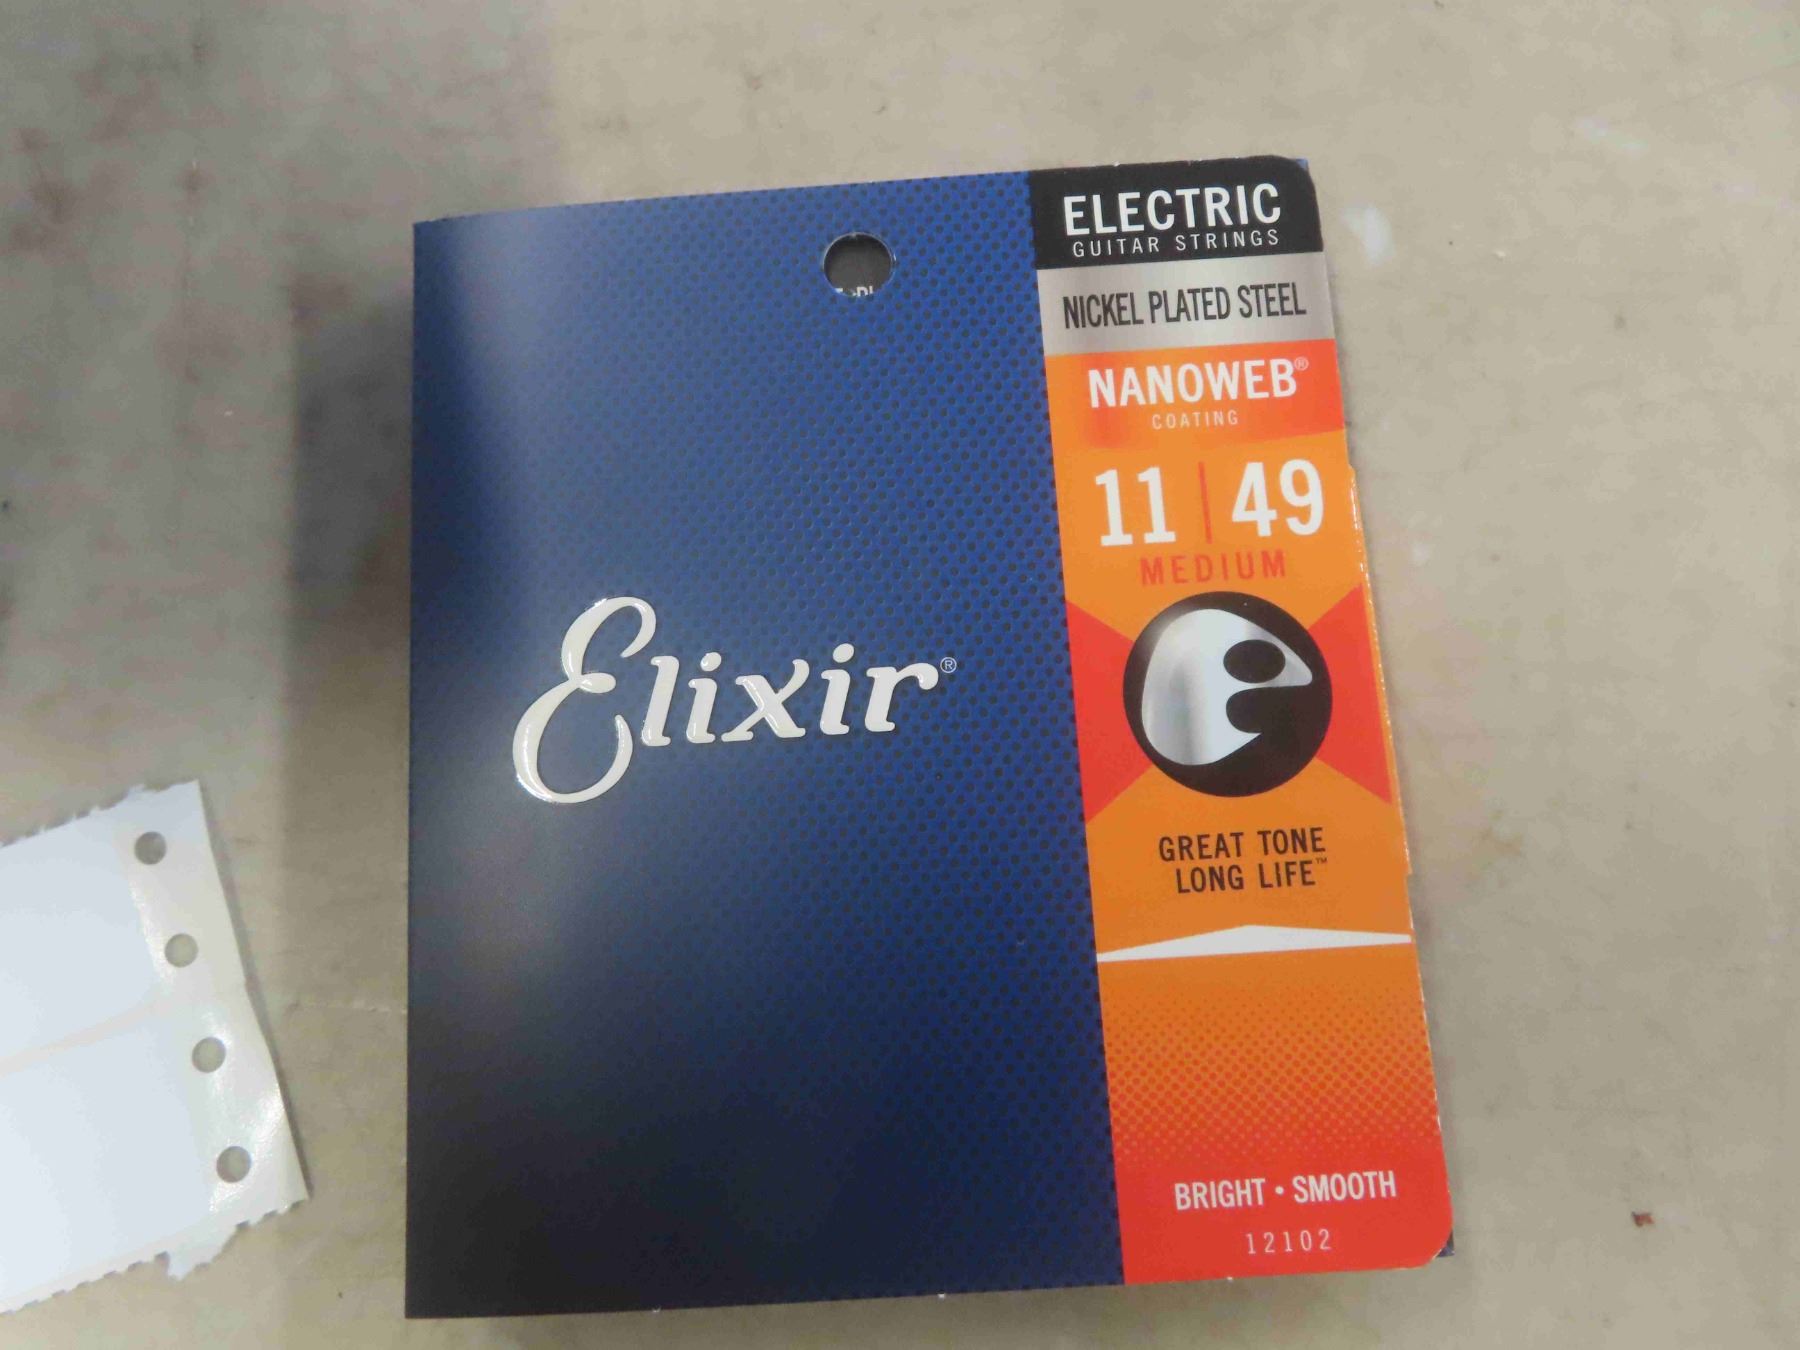 ELECTRIC
GUITAR STRINGS
NICKEL PLATED STEEL
NANOWEB®
COATING
11 | 49
MEDIUM
Elixir®
GREAT TONE
LONG LIFE™
BRIGHT • SMOOTH
12102